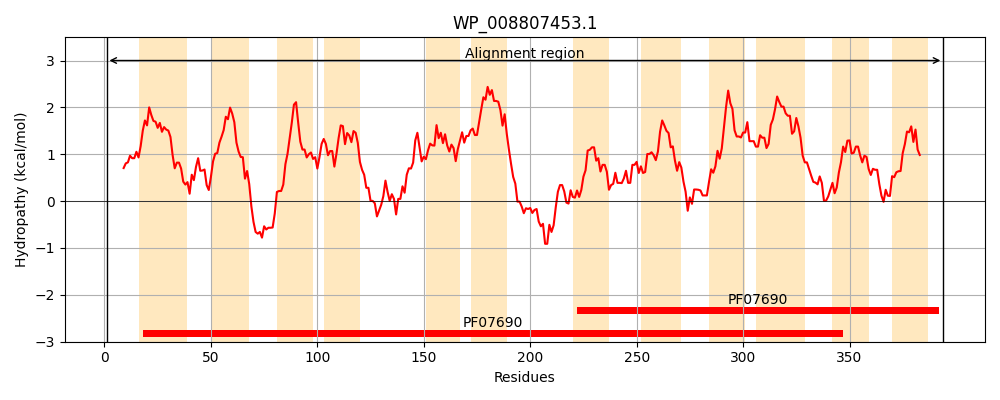 WP_008807453.1
Alignment region
Hydropathy (kcal/mol)
3
2
1
0
−1
−2
−3
PF07690
PF07690
0 50 100 150 200 250 300 350
Residues